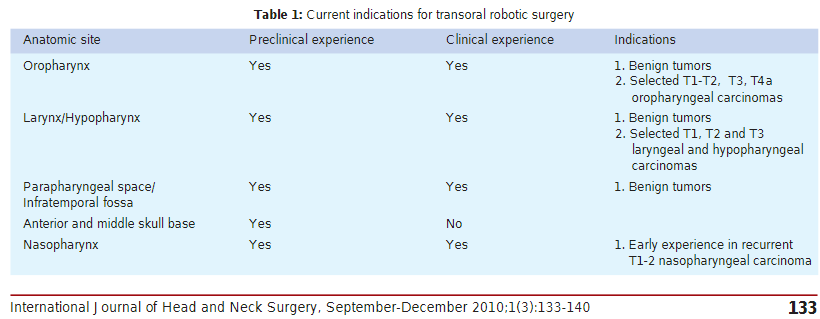 Table 1: Current indications for transoral robotic surgery
Anatomic site Preclinical experience Clinical experience Indications
Oropharynx Yes Yes 1. Benign tumors
2. Selected T1-T2, T3, T4a
oropharyngeal carcinomas
Larynx/Hypopharynx Yes Yes 1. Benign tumors
2. Selected T1, T2 and T3
laryngeal and hypopharyngeal
carcinomas
Parapharyngeal space/ Yes Yes 1. Benign tumors
Infratemporal fossa
Anterior and middle skull base Yes No
Nasopharynx Yes Yes 1. Early experience in recurrent
T1-2 nasopharyngeal carcinoma
International Journal of Head and Neck Surgery, September-December 2010;1(3):133-140 133